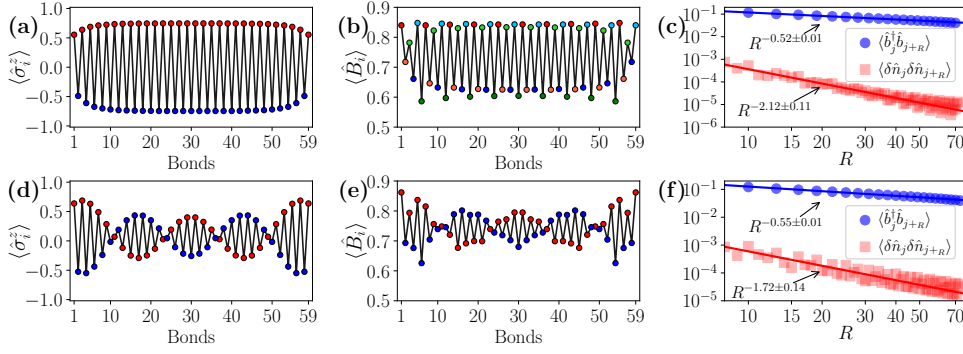 (a)
⟨σ̂ᵢᶻ⟩
1.0
0.5
0.0
−0.5
−1.0
1 10 20 30 40 50 59
Bonds
(b)
⟨B̂ᵢ⟩
0.9
0.8
0.7
0.6
0.5
1 10 20 30 40 50 59
Bonds
(c)
10⁻¹
10⁻²
10⁻³
10⁻⁴
10⁻⁵
10⁻⁶
R^{−0.52±0.01}
⟨b̂†_j b̂_{j+R}⟩
⟨δn̂_j δn̂_{j+R}⟩
R^{−2.12±0.11}
10 15 20 30 40 50 70
R
(d)
⟨σ̂ᵢᶻ⟩
1.0
0.5
0.0
−0.5
−1.0
1 10 20 30 40 50 59
Bonds
(e)
⟨B̂ᵢ⟩
0.9
0.8
0.7
0.6
0.5
1 10 20 30 40 50 59
Bonds
(f)
10⁻¹
10⁻²
10⁻³
10⁻⁴
10⁻⁵
R^{−0.55±0.01}
⟨b̂†_j b̂_{j+R}⟩
⟨δn̂_j δn̂_{j+R}⟩
R^{−1.72±0.14}
10 15 20 30 40 50 70
R